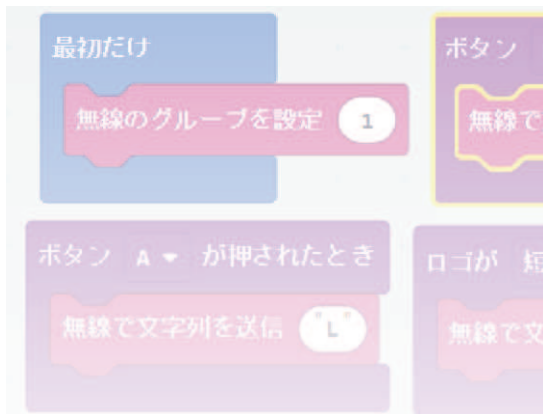 最初だけ
無線のグループを設定 1
ボタン
無線で
ボタン A が押されたとき
無線で文字列を送信 "L"
ロゴが 短
無線で文